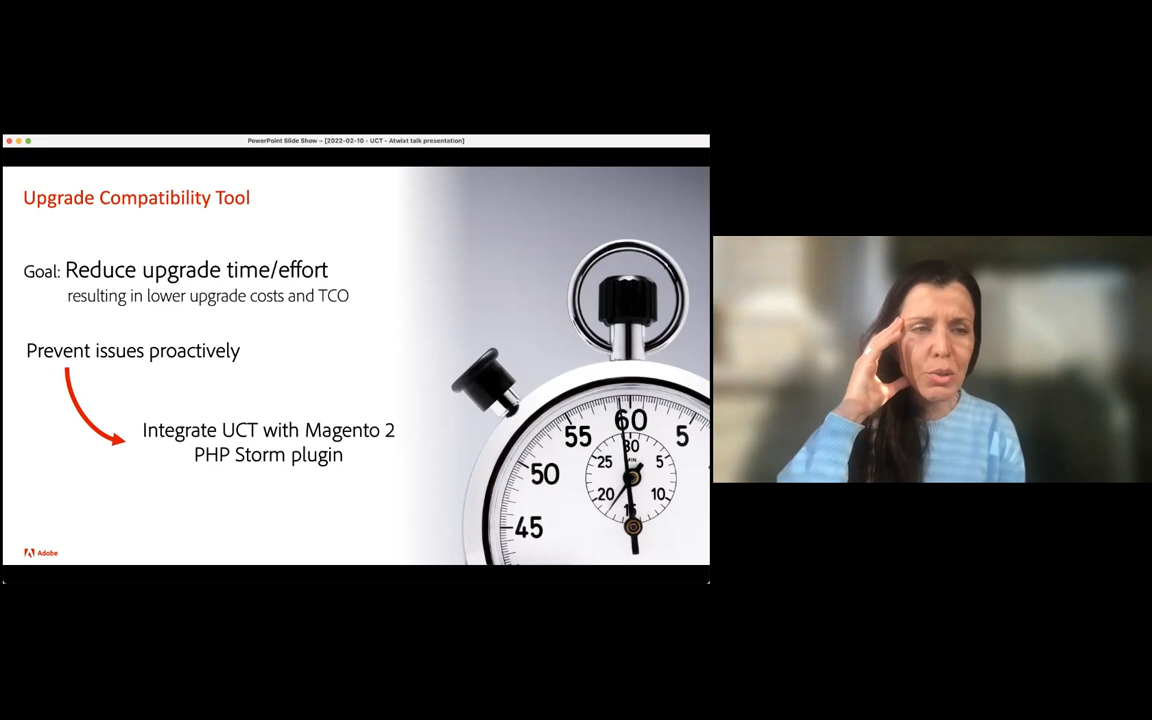 PowerPoint Slide Show – [2022-02-10 - UCT - Atwixt talk presentation]
Upgrade Compatibility Tool
Goal: Reduce upgrade time/effort
resulting in lower upgrade costs and TCO
Prevent issues proactively
Integrate UCT with Magento 2
PHP Storm plugin
60
55
5
50
45
30
MIN
25
5
20
10
15
Adobe